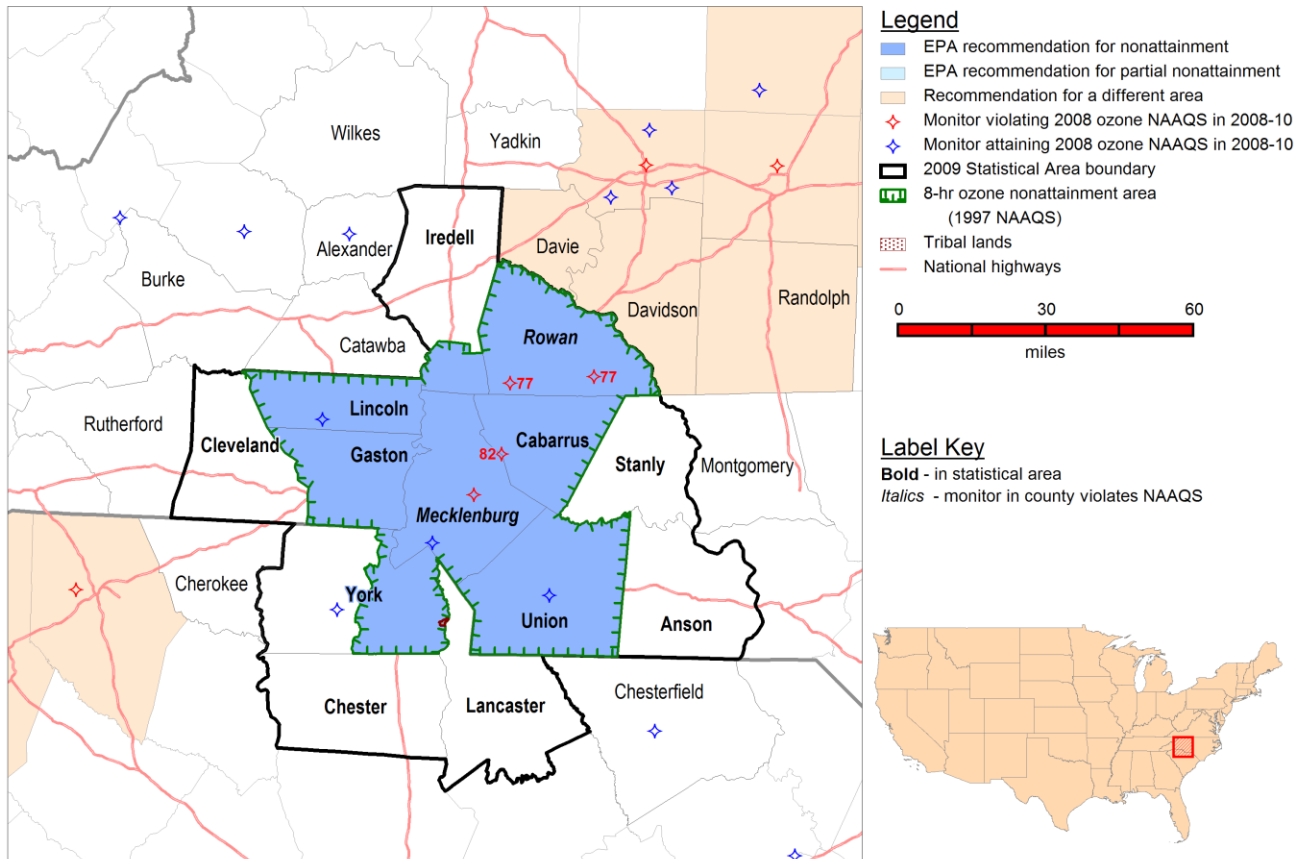 Wilkes
Yadkin
Iredell
Davie
Alexander
Burke
Davidson
Randolph
Rowan
Catawba
77
77
Lincoln
Rutherford
Cleveland
Gaston
Cabarrus
82
Stanly
Montgomery
Mecklenburg
Cherokee
York
Union
Anson
Chester
Lancaster
Chesterfield
Legend
EPA recommendation for nonattainment
EPA recommendation for partial nonattainment
Recommendation for a different area
Monitor violating 2008 ozone NAAQS in 2008-10
Monitor attaining 2008 ozone NAAQS in 2008-10
2009 Statistical Area boundary
8-hr ozone nonattainment area
(1997 NAAQS)
Tribal lands
National highways
0 30 60
miles
Label Key
Bold - in statistical area
Italics - monitor in county violates NAAQS